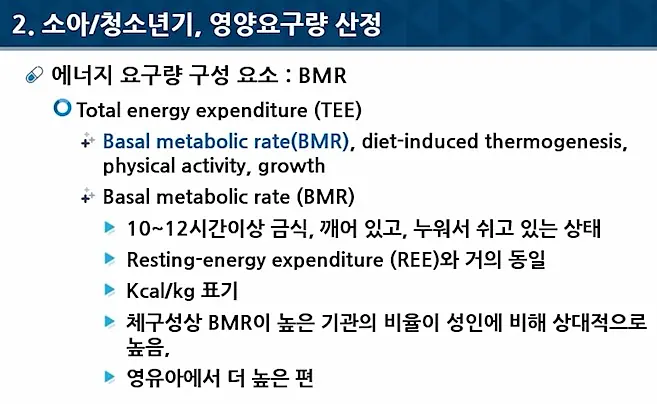 2. 소아/청소년기, 영양요구량 산정
에너지 요구량 구성 요소 : BMR
Total energy expenditure (TEE)
Basal metabolic rate(BMR), diet-induced thermogenesis,
physical activity, growth
Basal metabolic rate (BMR)
10~12시간이상 금식, 깨어 있고, 누워서 쉬고 있는 상태
Resting-energy expenditure (REE)와 거의 동일
Kcal/kg 표기
체구성상 BMR이 높은 기관의 비율이 성인에 비해 상대적으로
높음,
영유아에서 더 높은 편